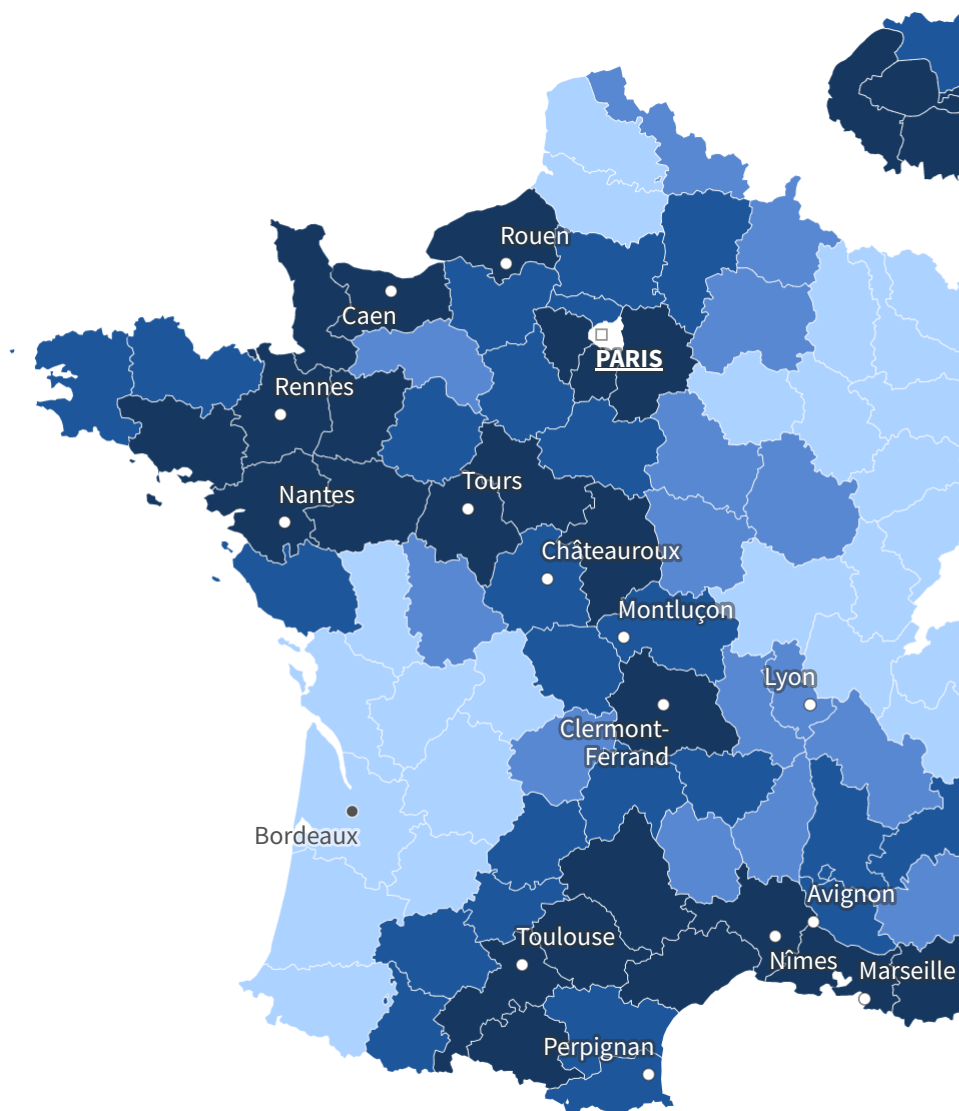 Rouen
Caen
PARIS
Rennes
Tours
Nantes
Châteauroux
Montluçon
Lyon
Clermont-
Ferrand
Bordeaux
Avignon
Toulouse
Nîmes
Marseille
Perpignan